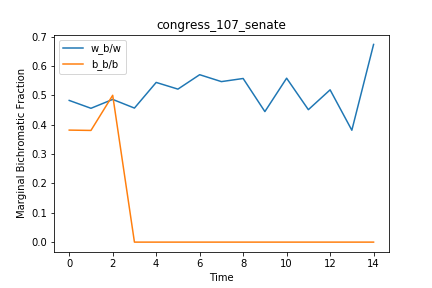 congress_107_senate
w_b/w
b_b/b
Marginal Bichromatic Fraction
0.7
0.6
0.5
0.4
0.3
0.2
0.1
0.0
0 2 4 6 8 10 12 14
Time